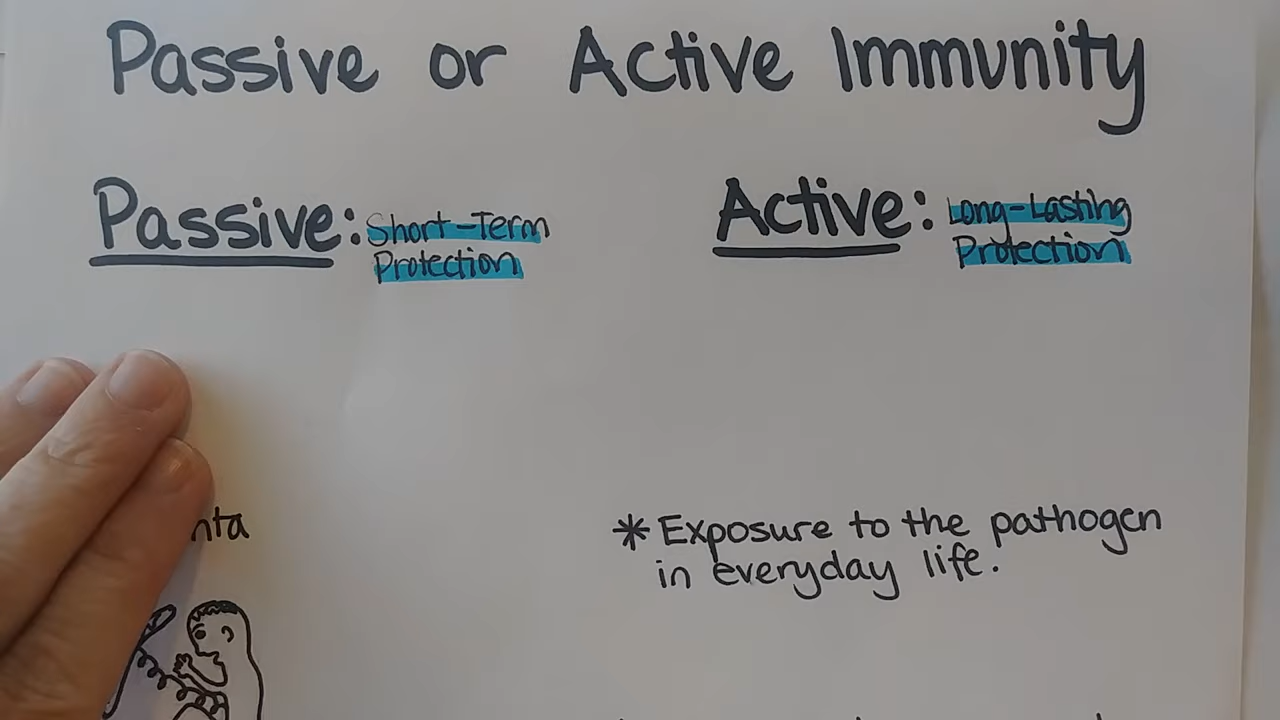 Passive or Active Immunity
Passive: Short-Term
Protection
Active: Long-Lasting
Protection
nta
* Exposure to the pathogen
in everyday life.